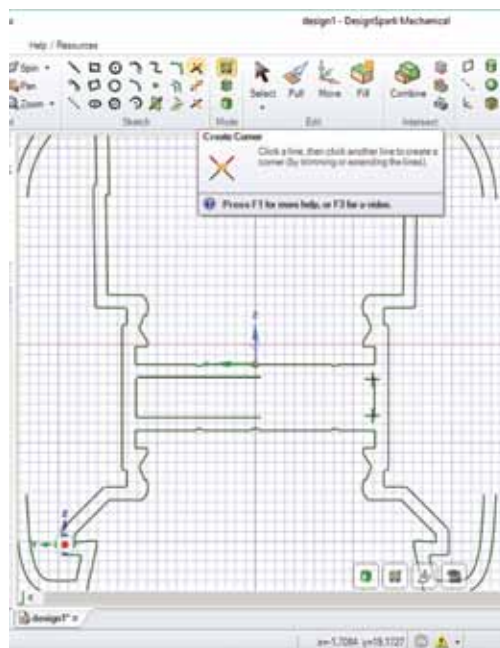 design1 - DesignSpark Mechanical
Help / Resources
Spin
Pan
Zoom
Select
Pull
Move
Fill
Combine
Sketch
Mode
Edit
Intersect
Create Corner
Click a line, then click another line to create a
corner (by trimming or extending the lines).
Press F1 for more help, or F3 for a video.
Z
Z
Y
design1*
x=-1.7084 y=19.1727